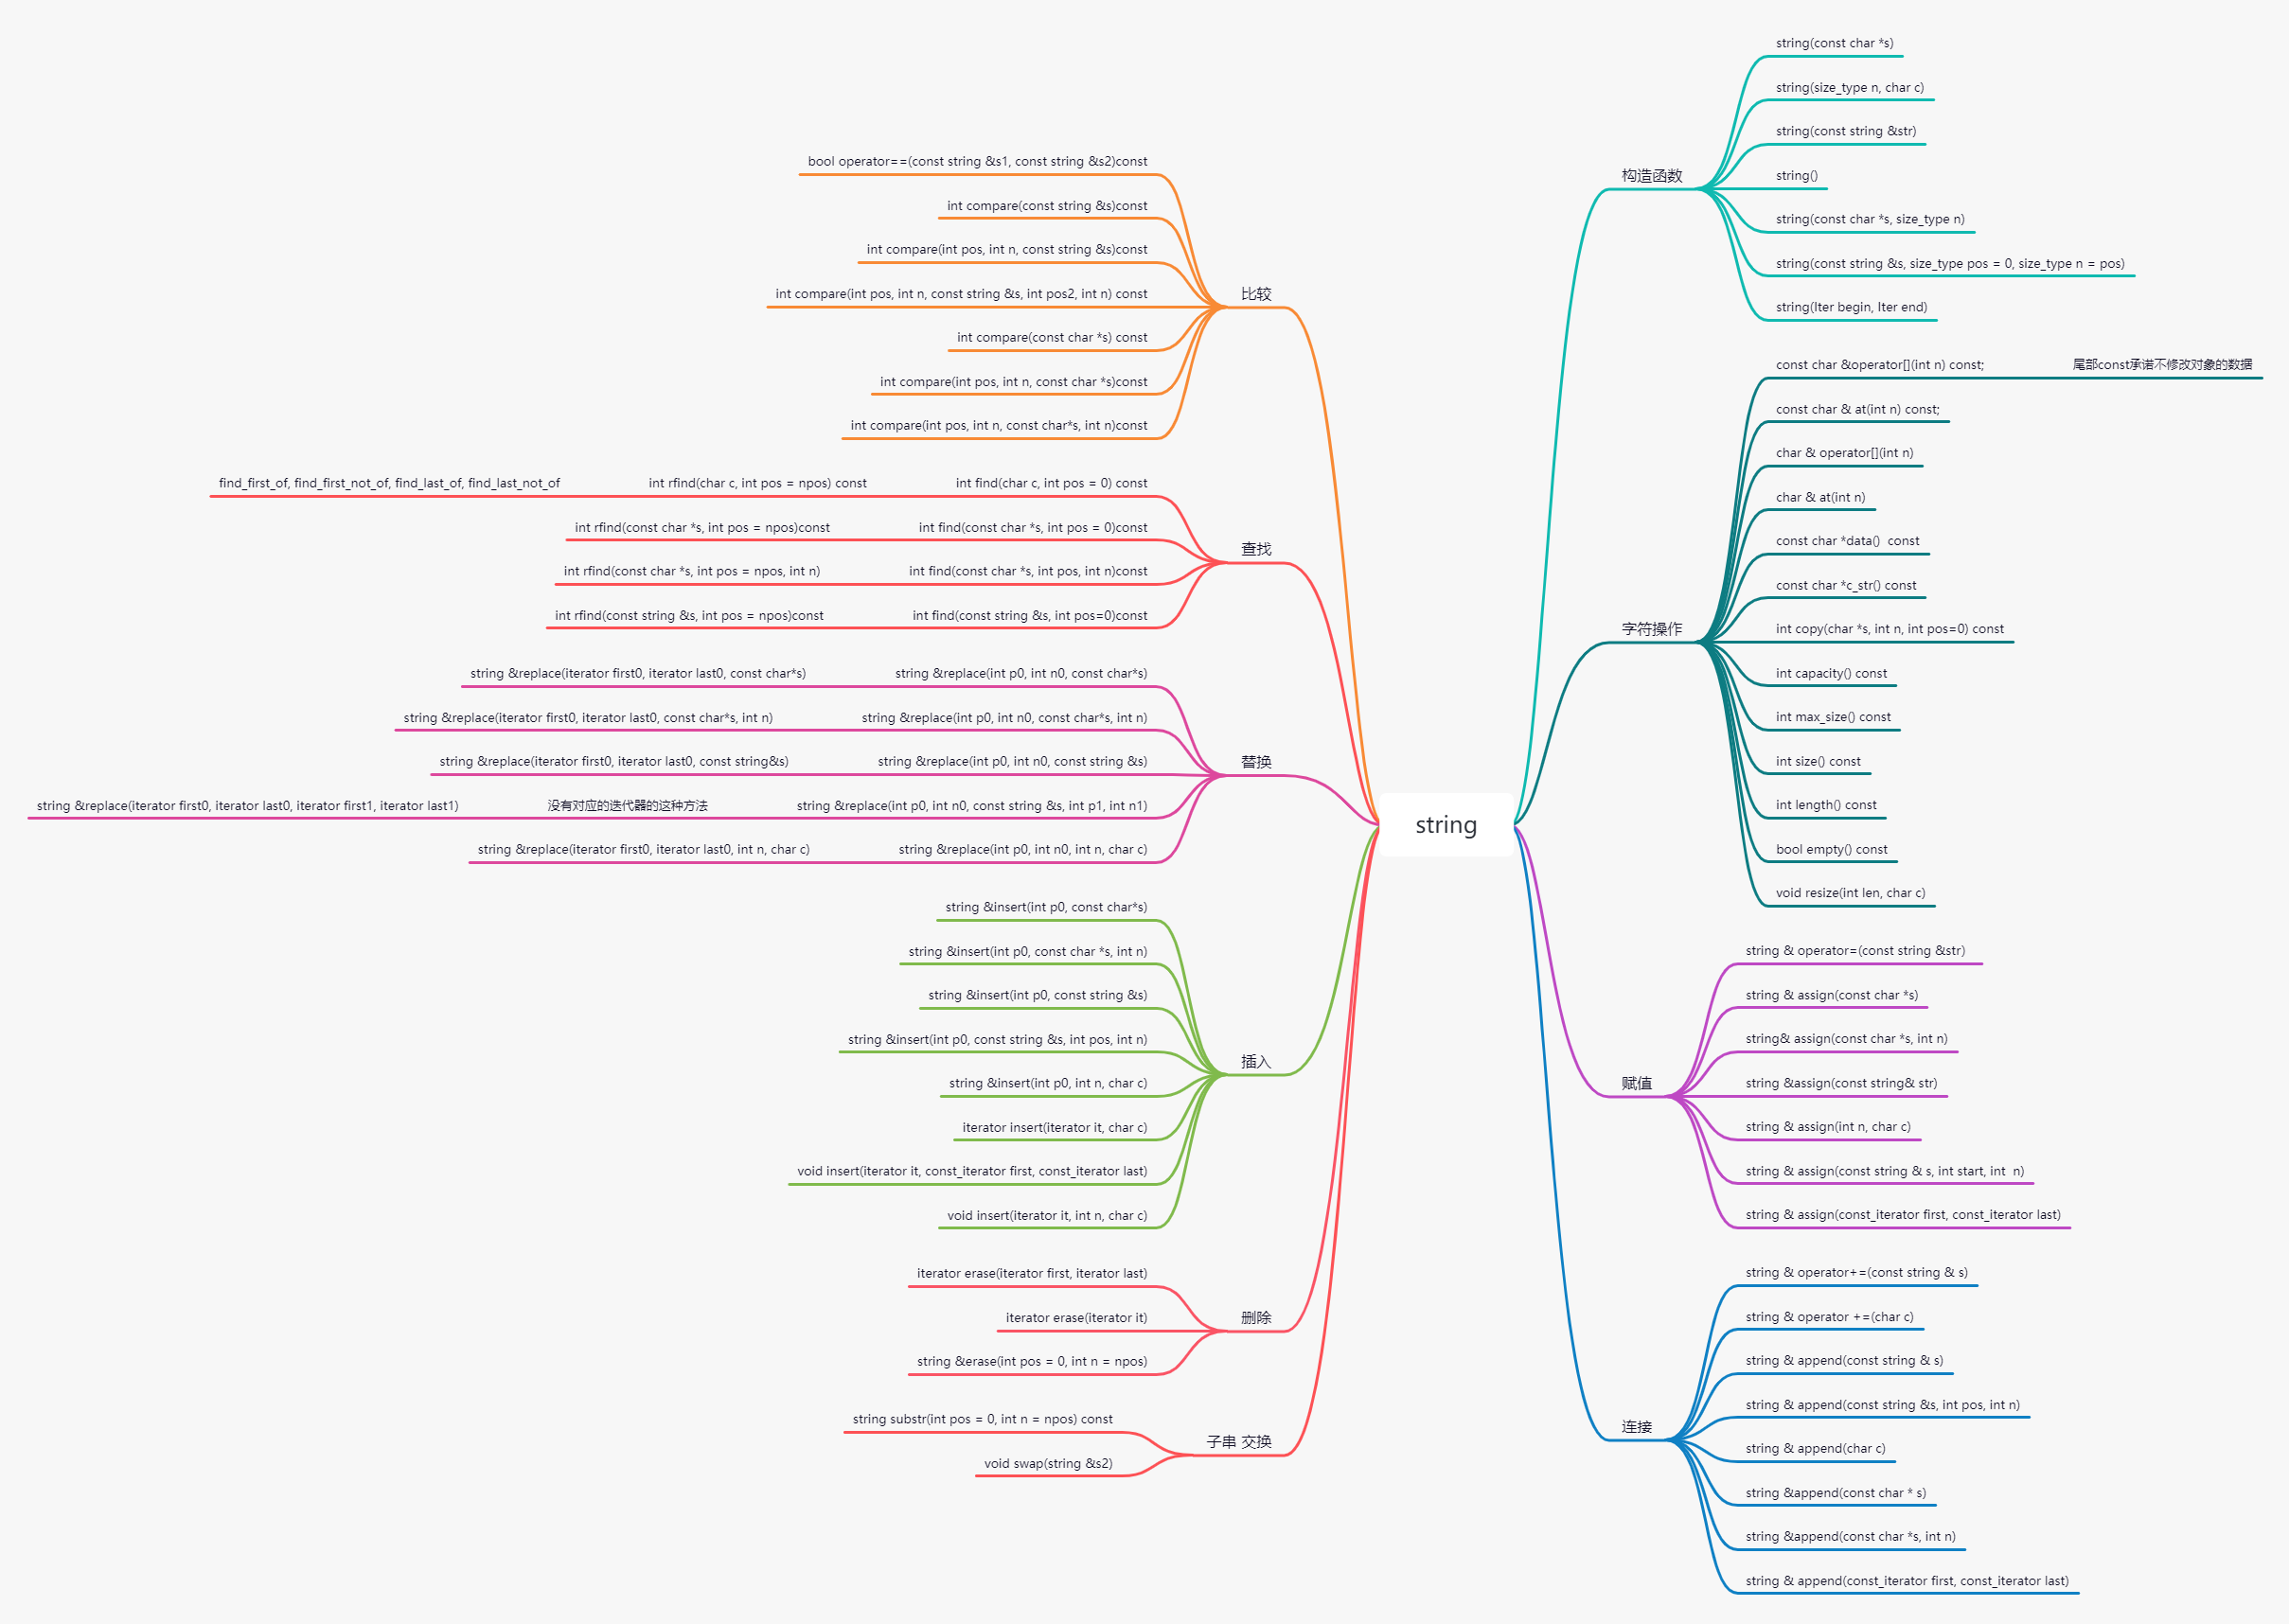 string
构造函数
string(const char *s)
string(size_type n, char c)
string(const string &str)
string()
string(const char *s, size_type n)
string(const string &s, size_type pos = 0, size_type n = pos)
string(Iter begin, Iter end)
字符操作
const char &operator[](int n) const;
尾部const承诺不修改对象的数据
const char & at(int n) const;
char & operator[](int n)
char & at(int n)
const char *data()  const
const char *c_str() const
int copy(char *s, int n, int pos=0) const
int capacity() const
int max_size() const
int size() const
int length() const
bool empty() const
void resize(int len, char c)
赋值
string & operator=(const string &str)
string & assign(const char *s)
string& assign(const char *s, int n)
string &assign(const string& str)
string & assign(int n, char c)
string & assign(const string & s, int start, int  n)
string & assign(const_iterator first, const_iterator last)
连接
string & operator+=(const string & s)
string & operator +=(char c)
string & append(const string & s)
string & append(const string &s, int pos, int n)
string & append(char c)
string &append(const char * s)
string &append(const char *s, int n)
string & append(const_iterator first, const_iterator last)
比较
bool operator==(const string &s1, const string &s2)const
int compare(const string &s)const
int compare(int pos, int n, const string &s)const
int compare(int pos, int n, const string &s, int pos2, int n) const
int compare(const char *s) const
int compare(int pos, int n, const char *s)const
int compare(int pos, int n, const char*s, int n)const
查找
int find(char c, int pos = 0) const
int rfind(char c, int pos = npos) const
find_first_of, find_first_not_of, find_last_of, find_last_not_of
int find(const char *s, int pos = 0)const
int rfind(const char *s, int pos = npos)const
int find(const char *s, int pos, int n)const
int rfind(const char *s, int pos = npos, int n)
int find(const string &s, int pos=0)const
int rfind(const string &s, int pos = npos)const
替换
string &replace(int p0, int n0, const char*s)
string &replace(iterator first0, iterator last0, const char*s)
string &replace(int p0, int n0, const char*s, int n)
string &replace(iterator first0, iterator last0, const char*s, int n)
string &replace(int p0, int n0, const string &s)
string &replace(iterator first0, iterator last0, const string&s)
string &replace(int p0, int n0, const string &s, int p1, int n1)
没有对应的迭代器的这种方法
string &replace(iterator first0, iterator last0, iterator first1, iterator last1)
string &replace(int p0, int n0, int n, char c)
string &replace(iterator first0, iterator last0, int n, char c)
插入
string &insert(int p0, const char*s)
string &insert(int p0, const char *s, int n)
string &insert(int p0, const string &s)
string &insert(int p0, const string &s, int pos, int n)
string &insert(int p0, int n, char c)
iterator insert(iterator it, char c)
void insert(iterator it, const_iterator first, const_iterator last)
void insert(iterator it, int n, char c)
删除
iterator erase(iterator first, iterator last)
iterator erase(iterator it)
string &erase(int pos = 0, int n = npos)
子串 交换
string substr(int pos = 0, int n = npos) const
void swap(string &s2)